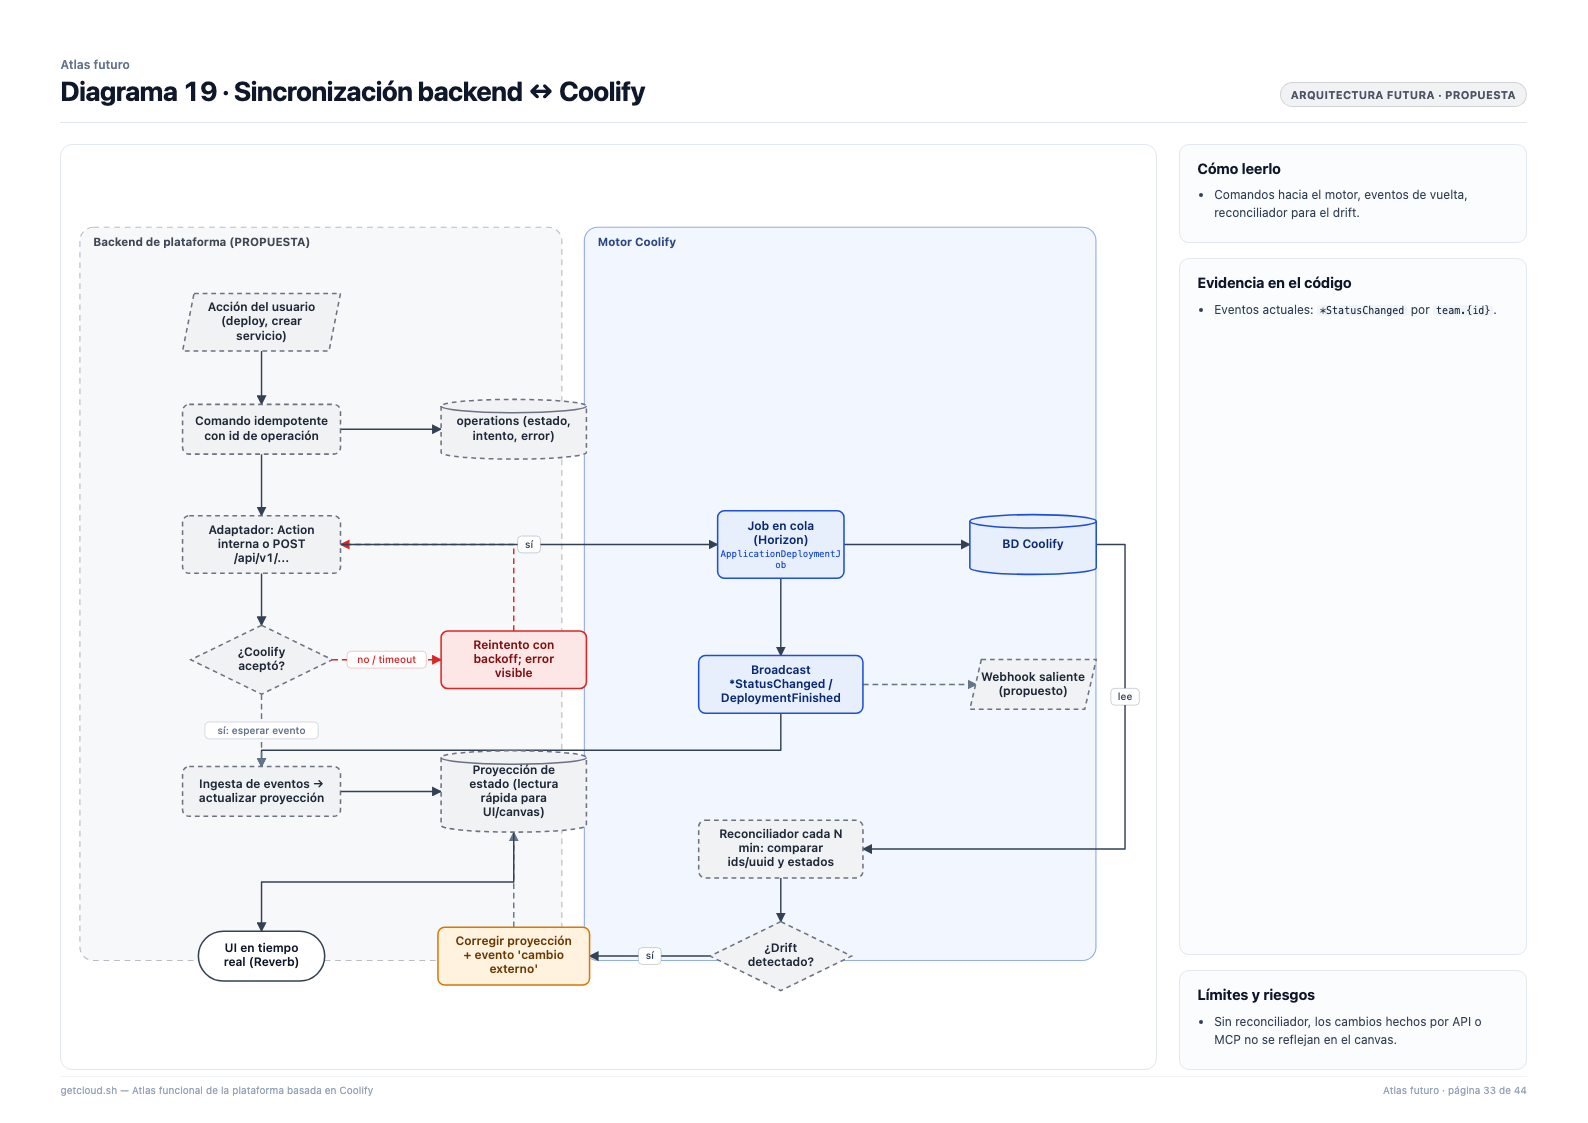 Atlas futuro
Diagrama 19 · Sincronización backend ↔ Coolify
ARQUITECTURA FUTURA · PROPUESTA
Backend de plataforma (PROPUESTA)
Motor Coolify
Acción del usuario
(deploy, crear
servicio)
Comando idempotente
con id de operación
operations (estado,
intento, error)
Adaptador: Action
interna o POST
/api/v1/...
sí
Job en cola
(Horizon)
ApplicationDeploymentJ
ob
BD Coolify
¿Coolify
aceptó?
no / timeout
Reintento con
backoff; error
visible
Broadcast
*StatusChanged /
DeploymentFinished
Webhook saliente
(propuesto)
lee
sí: esperar evento
Ingesta de eventos →
actualizar proyección
Proyección de
estado (lectura
rápida para
UI/canvas)
Reconciliador cada N
min: comparar
ids/uuid y estados
UI en tiempo
real (Reverb)
Corregir proyección
+ evento 'cambio
externo'
sí
¿Drift
detectado?
Cómo leerlo
• Comandos hacia el motor, eventos de vuelta,
reconciliador para el drift.
Evidencia en el código
• Eventos actuales: *StatusChanged por team.{id}.
Límites y riesgos
• Sin reconciliador, los cambios hechos por API o
MCP no se reflejan en el canvas.
getcloud.sh — Atlas funcional de la plataforma basada en Coolify
Atlas futuro · página 33 de 44